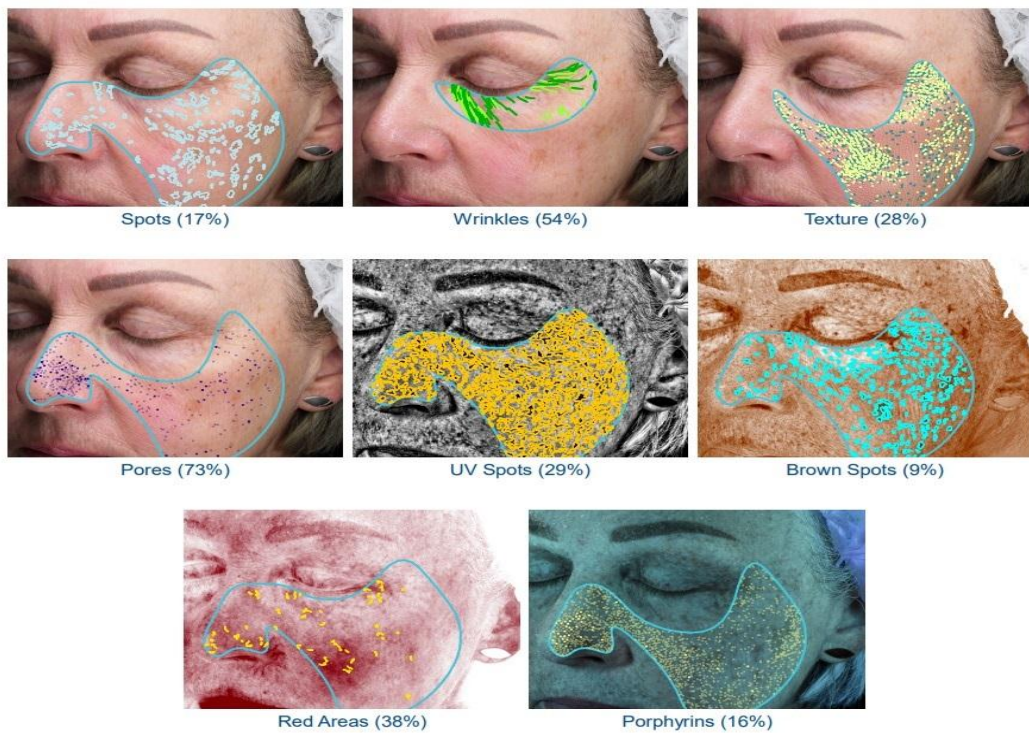 Spots (17%)
Wrinkles (54%)
Texture (28%)
Pores (73%)
UV Spots (29%)
Brown Spots (9%)
Red Areas (38%)
Porphyrins (16%)